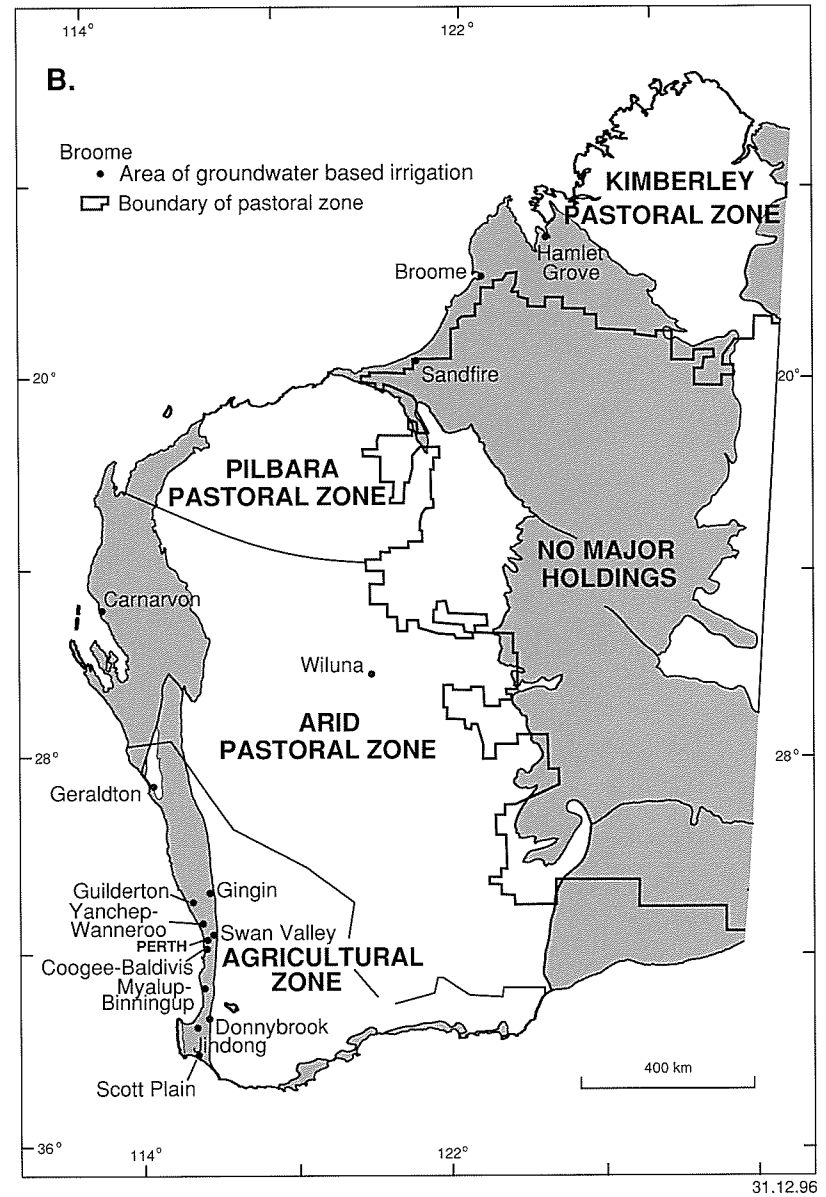 114°
122°
B.
Broome
Area of groundwater based irrigation
Boundary of pastoral zone
KIMBERLEY
PASTORAL ZONE
Hamlet
Grove
Broome
20°
Sandfire
20°
PILBARA
PASTORAL ZONE
NO MAJOR
HOLDINGS
Carnarvon
Wiluna
ARID
PASTORAL ZONE
28°
28°
Geraldton
Guilderton
Gingin
Yanchep-
Wanneroo
Swan Valley
PERTH
Coogee-Baldivis
AGRICULTURAL
ZONE
Myalup-
Binningup
Donnybrook
Jindong
Scott Plain
400 km
36°
114°
122°
31.12.96